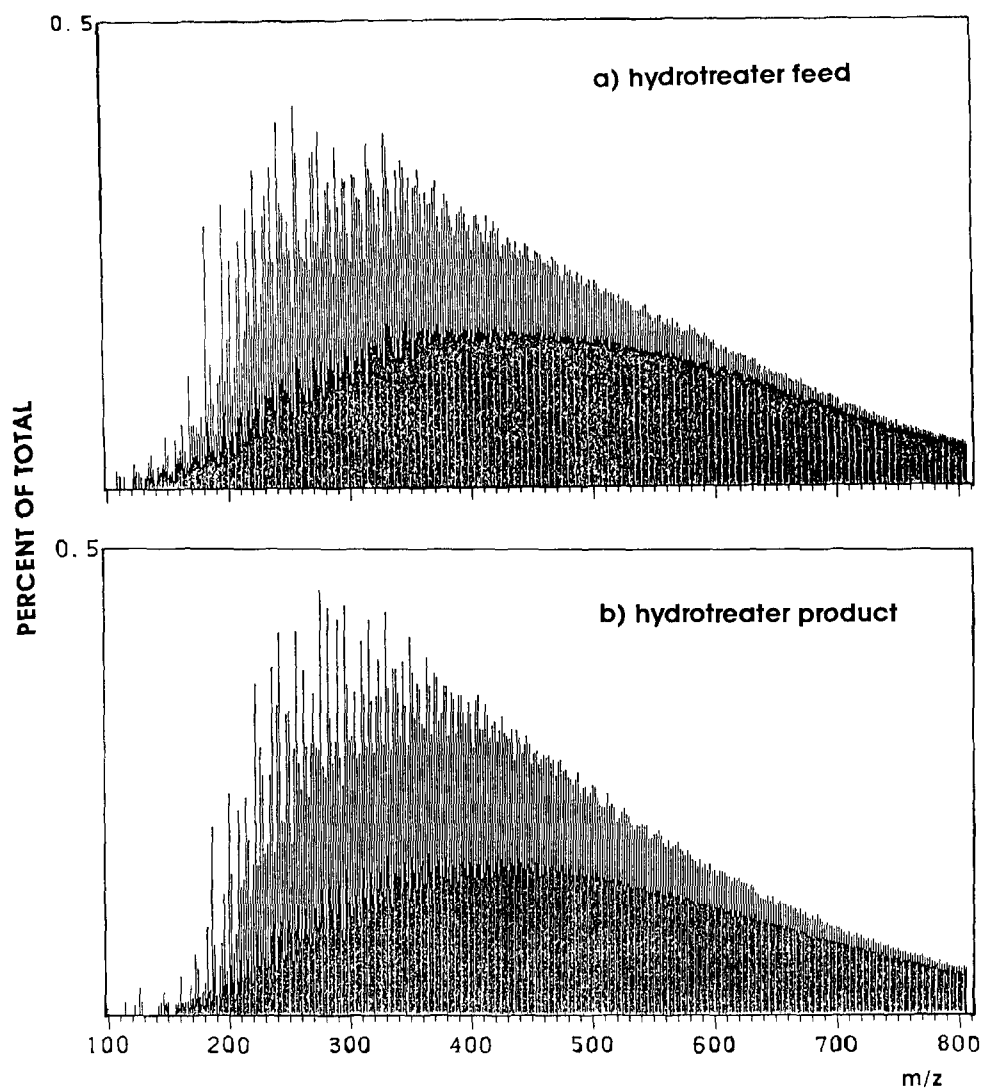 0.5
a) hydrotreater feed
PERCENT OF TOTAL
0.5
b) hydrotreater product
100 200 300 400 500 600 700 800
m/z